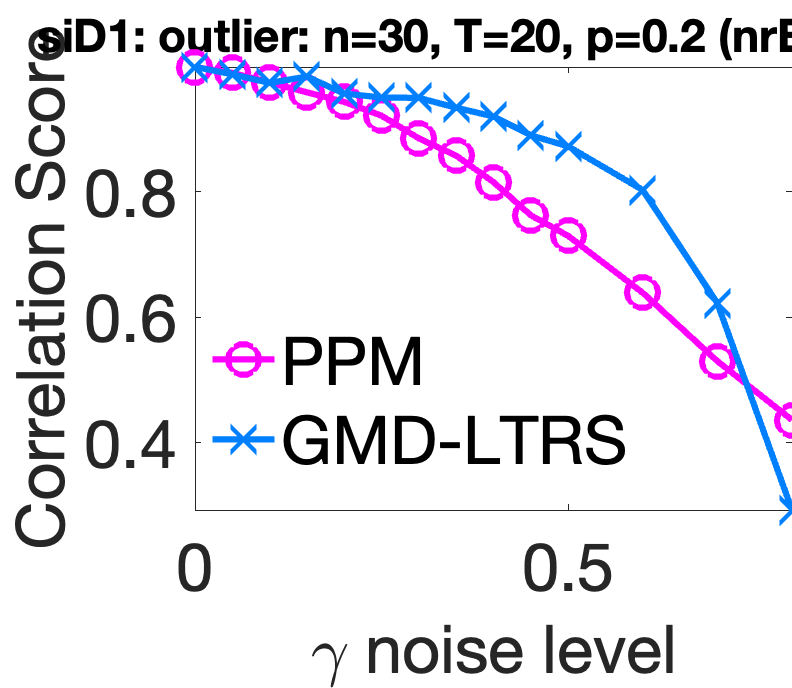 siD1: outlier: n=30, T=20, p=0.2 (nrE
Correlation Score
0.8
0.6
0.4
PPM
GMD-LTRS
0
0.5
γ noise level